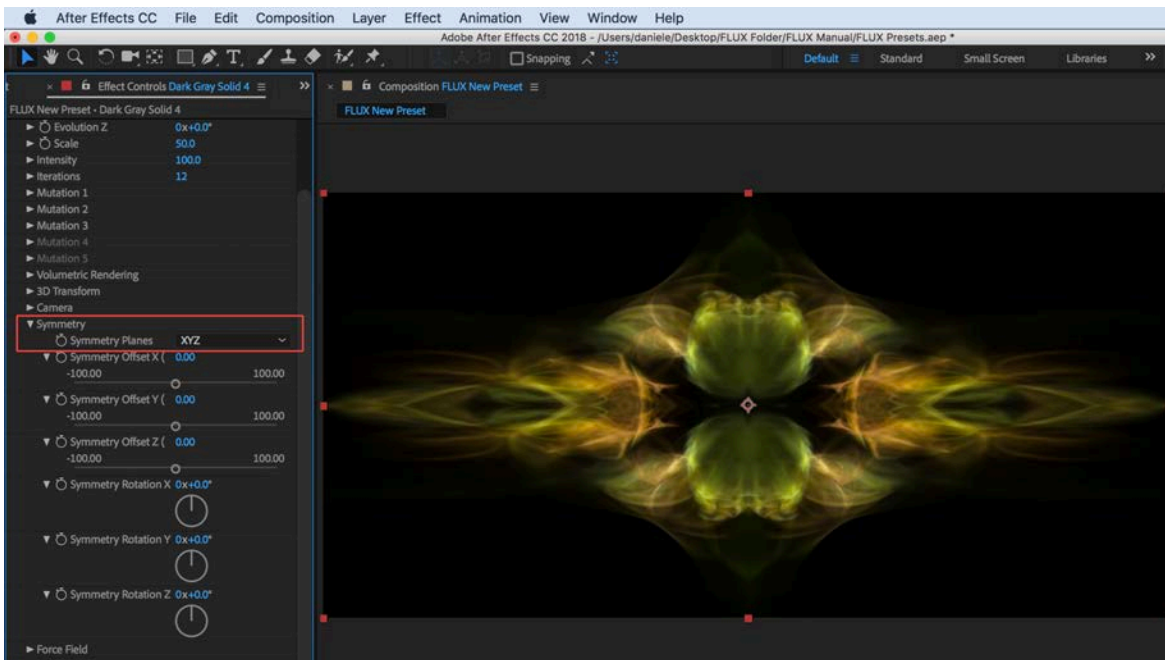 After Effects CC File Edit Composition Layer Effect Animation View Window Help
Adobe After Effects CC 2018 - /Users/daniele/Desktop/FLUX Folder/FLUX Manual/FLUX Presets.aep *
T Snapping Default Standard Small Screen Libraries »
t × Effect Controls Dark Gray Solid 4 » × Composition FLUX New Preset
FLUX New Preset • Dark Gray Solid 4
FLUX New Preset
Evolution Z 0x+0.0°
Scale 50.0
Intensity 100.0
Iterations 12
Mutation 1
Mutation 2
Mutation 3
Mutation 4
Mutation 5
Volumetric Rendering
3D Transform
Camera
Symmetry
Symmetry Planes XYZ
Symmetry Offset X ( 0.00
-100.00 100.00
Symmetry Offset Y ( 0.00
-100.00 100.00
Symmetry Offset Z ( 0.00
-100.00 100.00
Symmetry Rotation X 0x+0.0°
Symmetry Rotation Y 0x+0.0°
Symmetry Rotation Z 0x+0.0°
Force Field